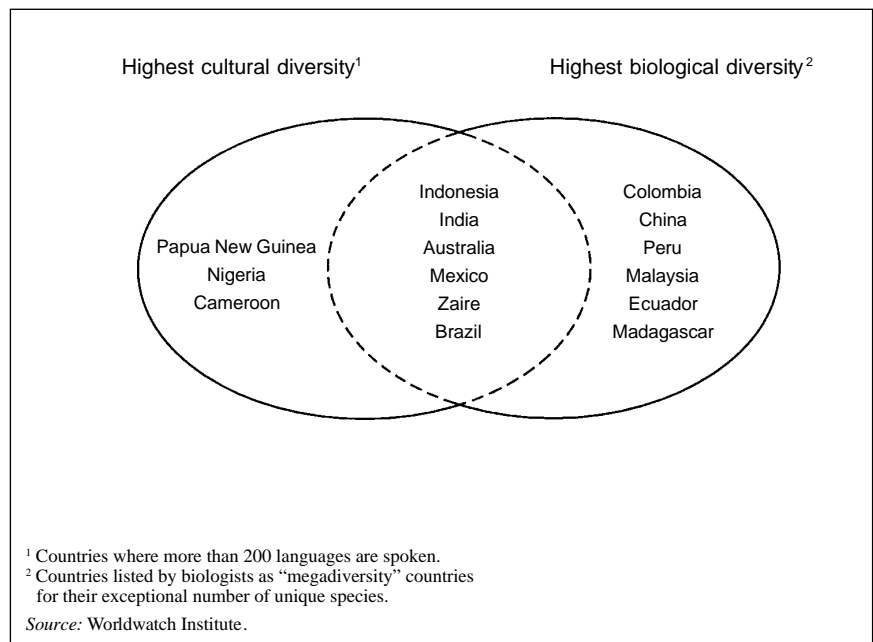 Highest cultural diversity¹
Highest biological diversity²
Papua New Guinea
Nigeria
Cameroon
Indonesia
India
Australia
Mexico
Zaire
Brazil
Colombia
China
Peru
Malaysia
Ecuador
Madagascar
¹ Countries where more than 200 languages are spoken.
² Countries listed by biologists as “megadiversity” countries
for their exceptional number of unique species.
Source: Worldwatch Institute.